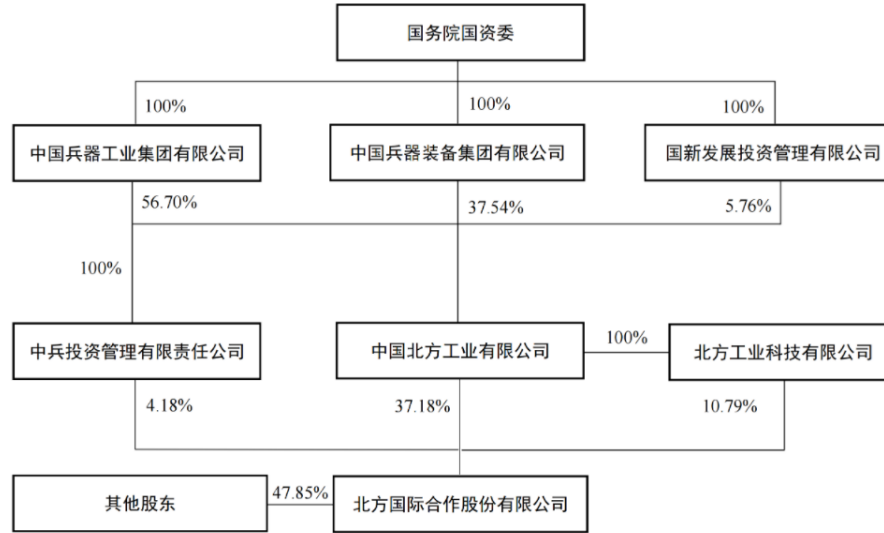 国务院国资委
100%
100%
100%
中国兵器工业集团有限公司
中国兵器装备集团有限公司
国新发展投资管理有限公司
56.70%
37.54%
5.76%
100%
中兵投资管理有限责任公司
中国北方工业有限公司
100%
北方工业科技有限公司
4.18%
37.18%
10.79%
其他股东
47.85%
北方国际合作股份有限公司